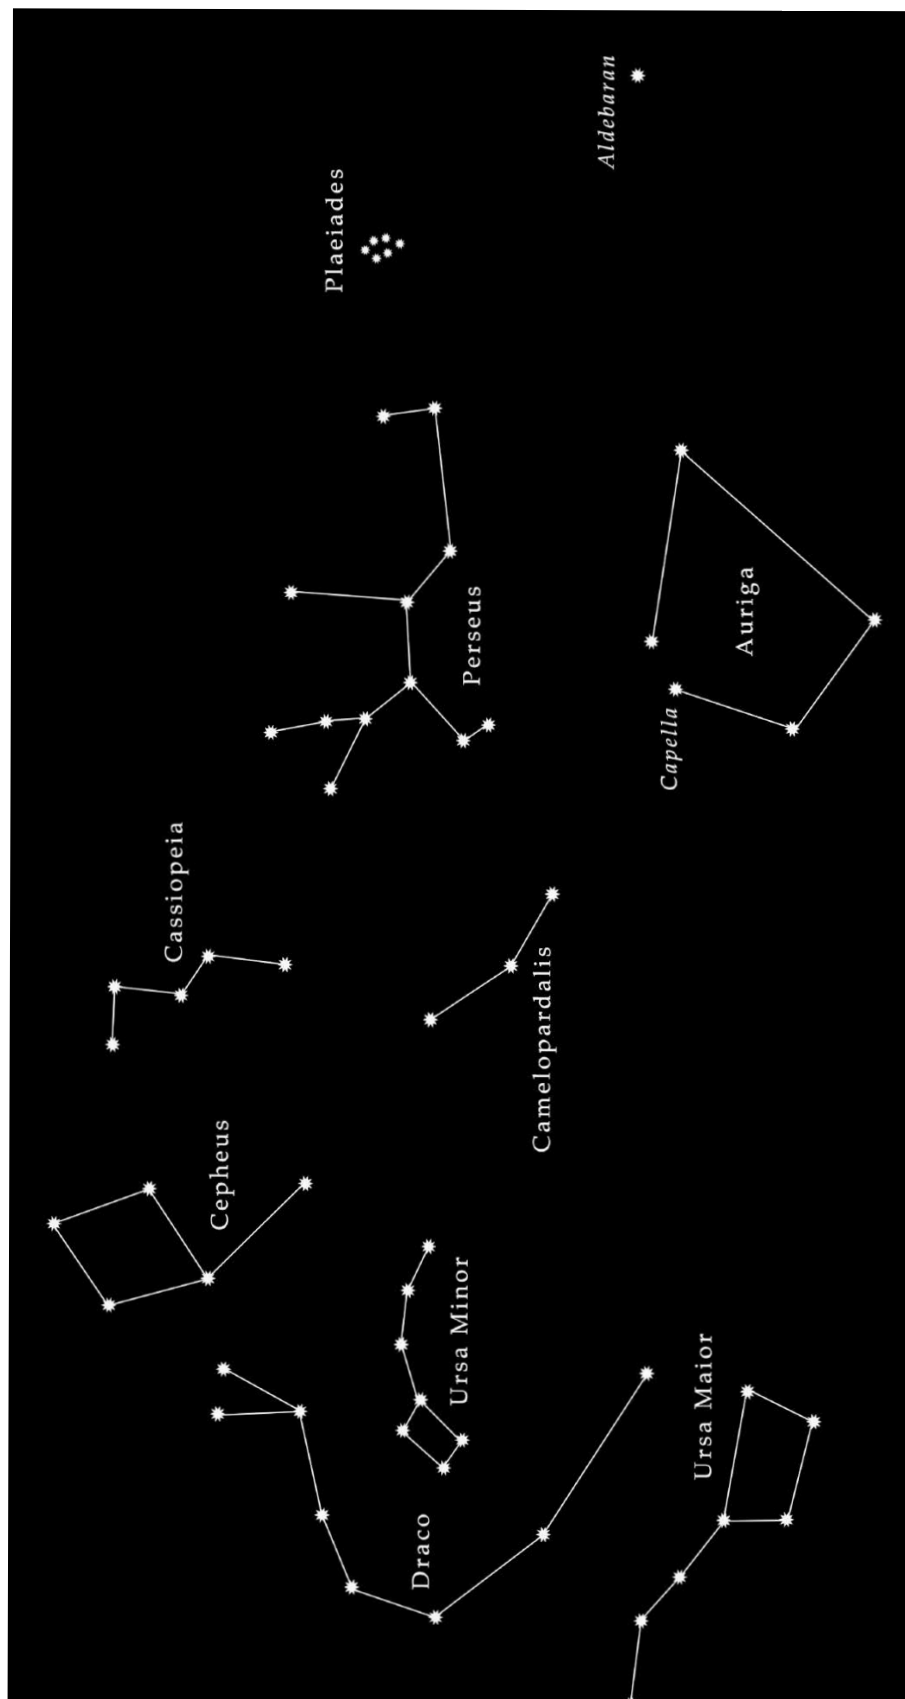 Aldebaran
Plaeiades
Perseus
Auriga
Capella
Cassiopeia
Camelopardalis
Cepheus
Ursa Minor
Ursa Maior
Draco